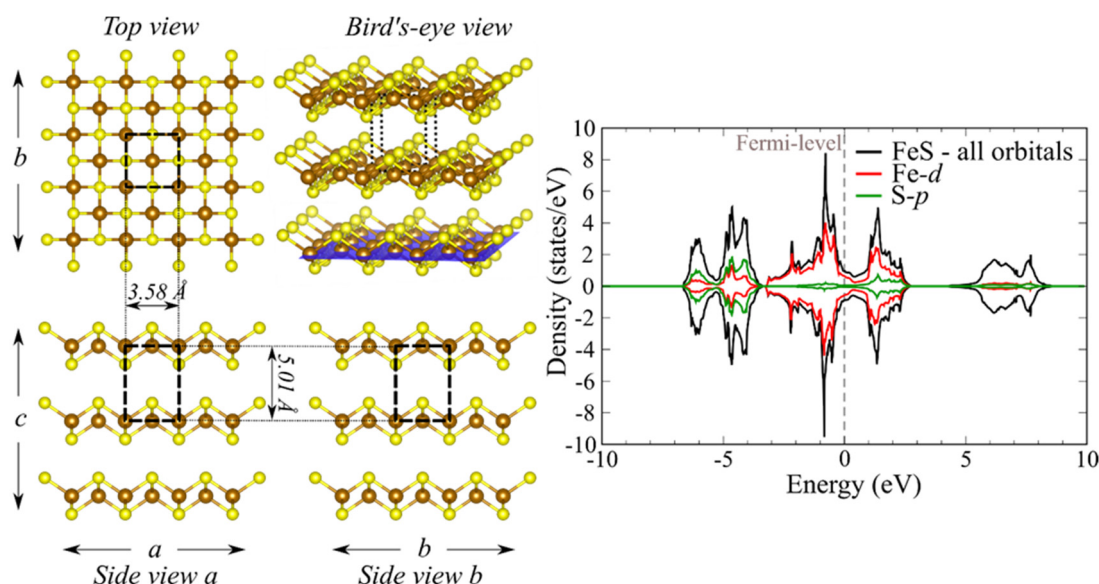 Top view
Bird's-eye view
b
3.58 Å
c
5.01 Å
a
b
Side view a
Side view b
Fermi-level
FeS - all orbitals
Fe-d
S-p
Density (states/eV)
10
8
6
4
2
0
-2
-4
-6
-8
-10
-10
-5
0
5
10
Energy (eV)